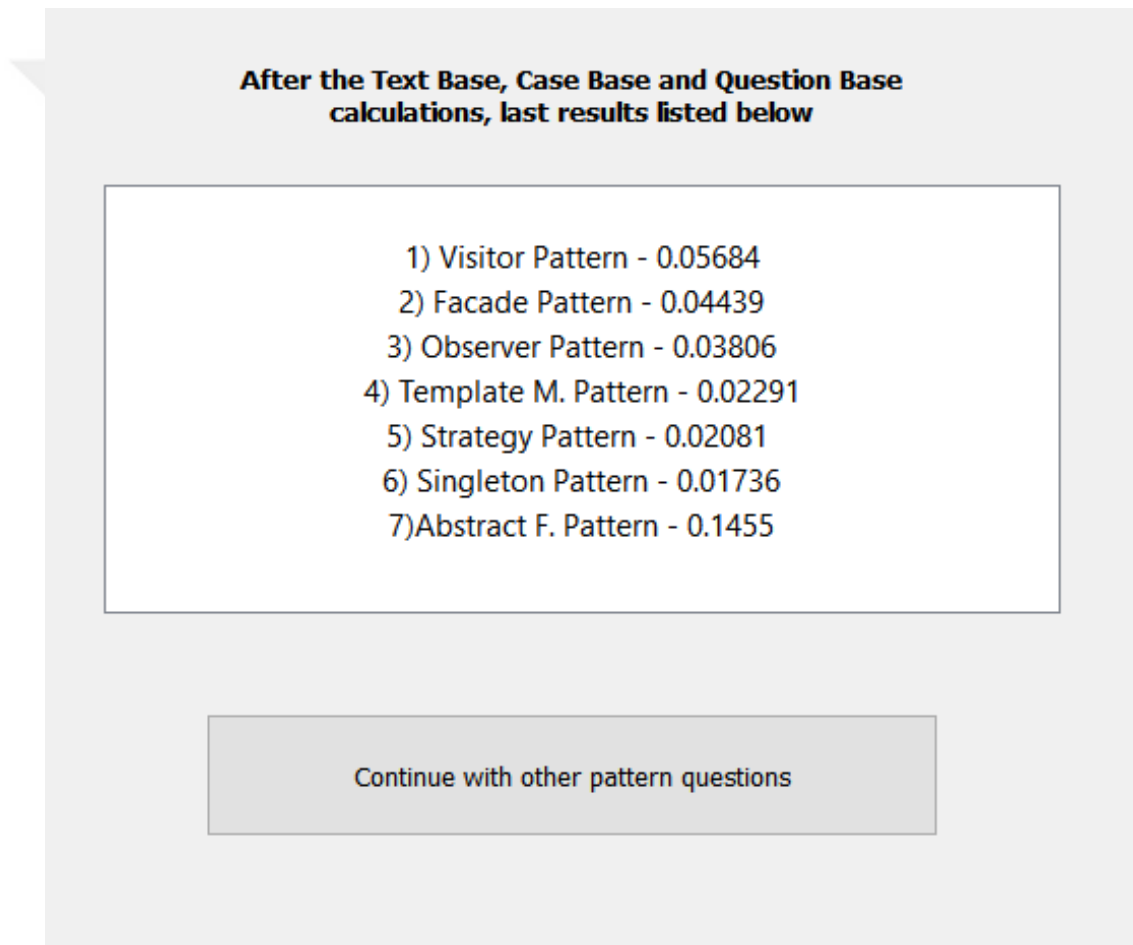 After the Text Base, Case Base and Question Base
calculations, last results listed below
1) Visitor Pattern - 0.05684
2) Facade Pattern - 0.04439
3) Observer Pattern - 0.03806
4) Template M. Pattern - 0.02291
5) Strategy Pattern - 0.02081
6) Singleton Pattern - 0.01736
7)Abstract F. Pattern - 0.1455
Continue with other pattern questions